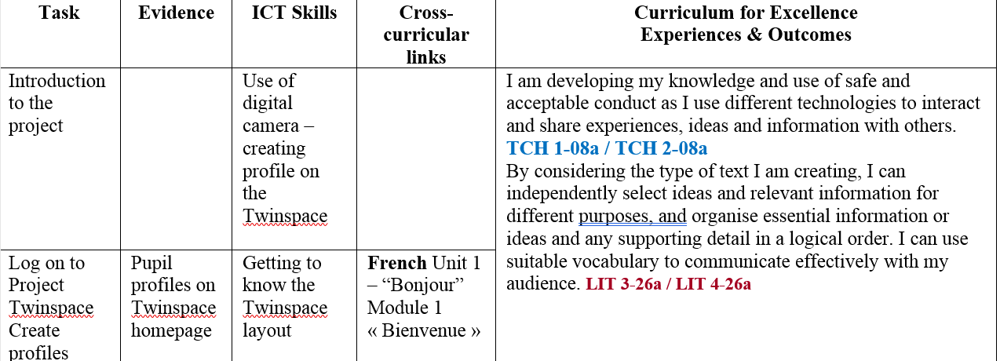 Task
Evidence
ICT Skills
Cross-
curricular
links
Curriculum for Excellence
Experiences & Outcomes
Introduction
to the
project
Use of
digital
camera –
creating
profile on
the
Twinspace
I am developing my knowledge and use of safe and
acceptable conduct as I use different technologies to interact
and share experiences, ideas and information with others.
TCH 1-08a / TCH 2-08a
By considering the type of text I am creating, I can
independently select ideas and relevant information for
different purposes, and organise essential information or
ideas and any supporting detail in a logical order. I can use
suitable vocabulary to communicate effectively with my
audience. LIT 3-26a / LIT 4-26a
Log on to
Project
Twinspace
Create
profiles
Pupil
profiles on
Twinspace
homepage
Getting to
know the
Twinspace
layout
French Unit 1
– “Bonjour”
Module 1
« Bienvenue »